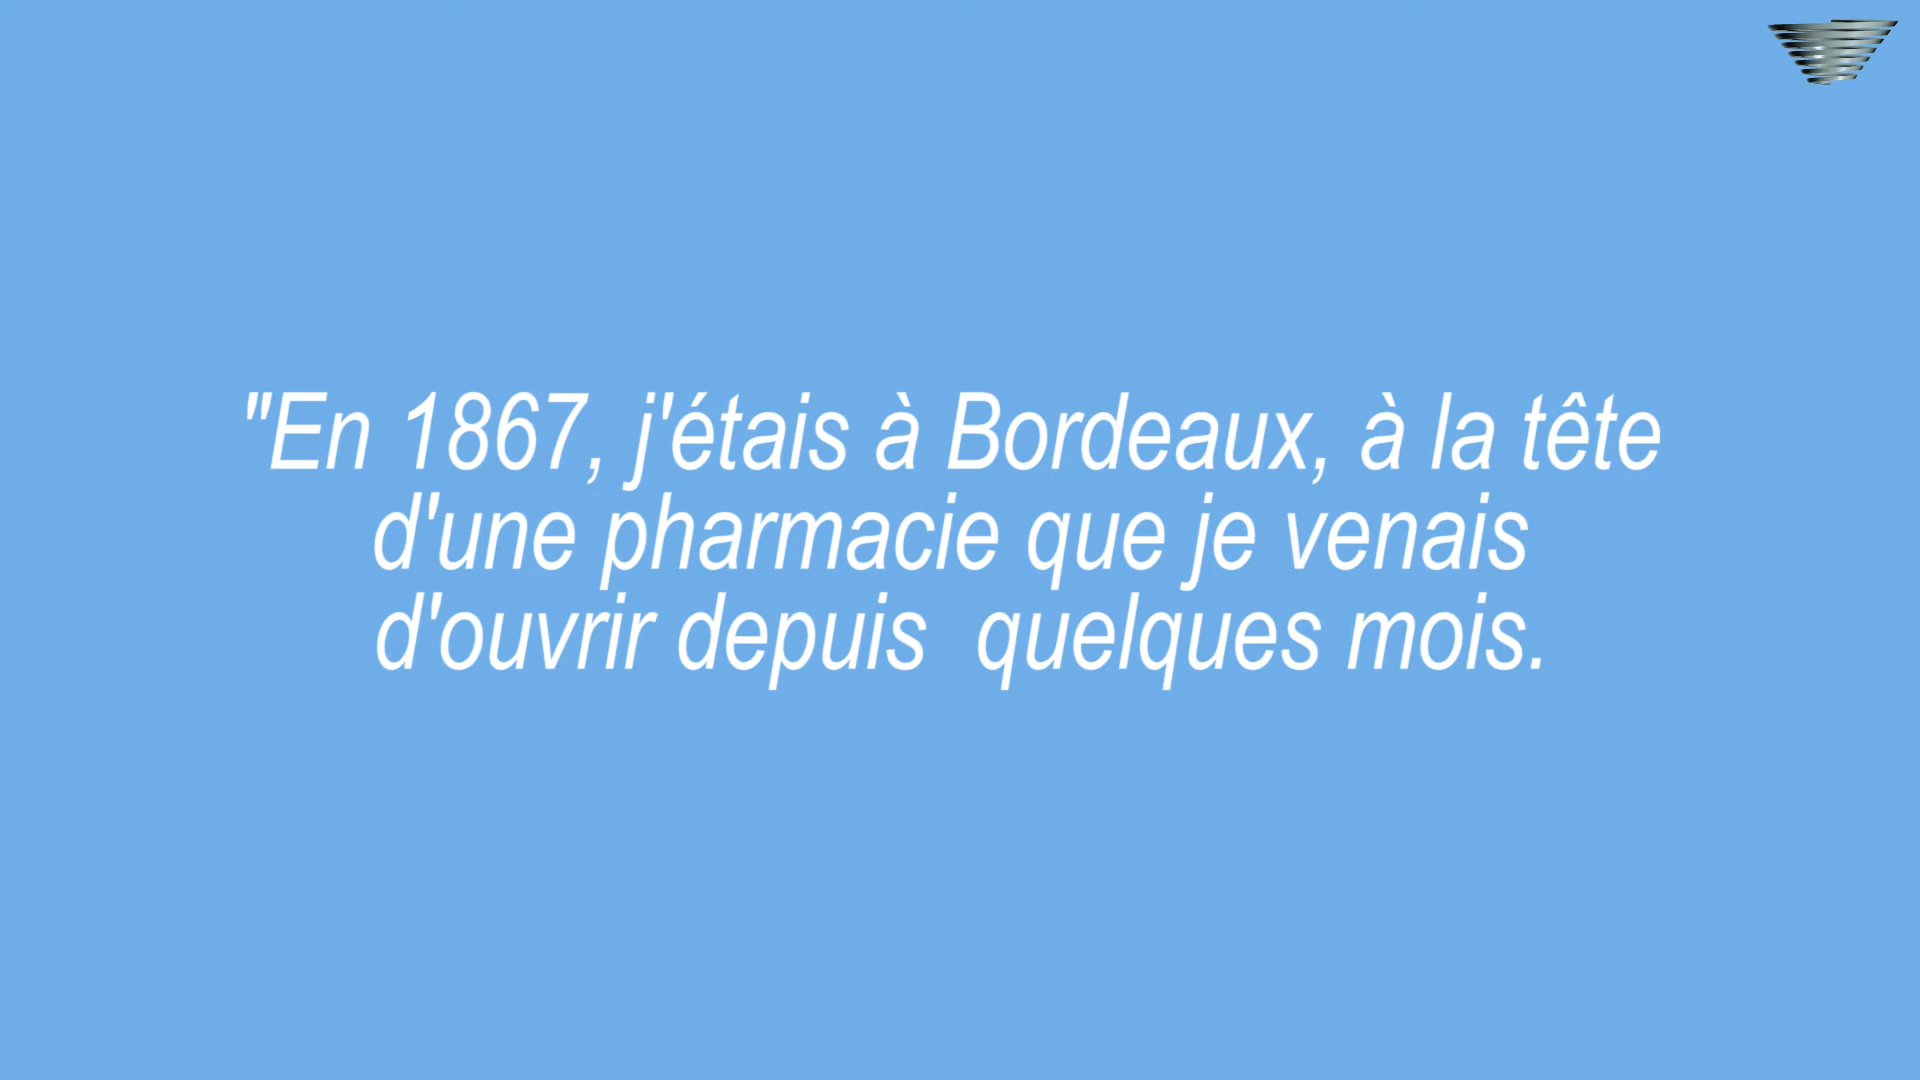 "En 1867, j'étais à Bordeaux, à la tête
d'une pharmacie que je venais
d'ouvrir depuis  quelques mois.